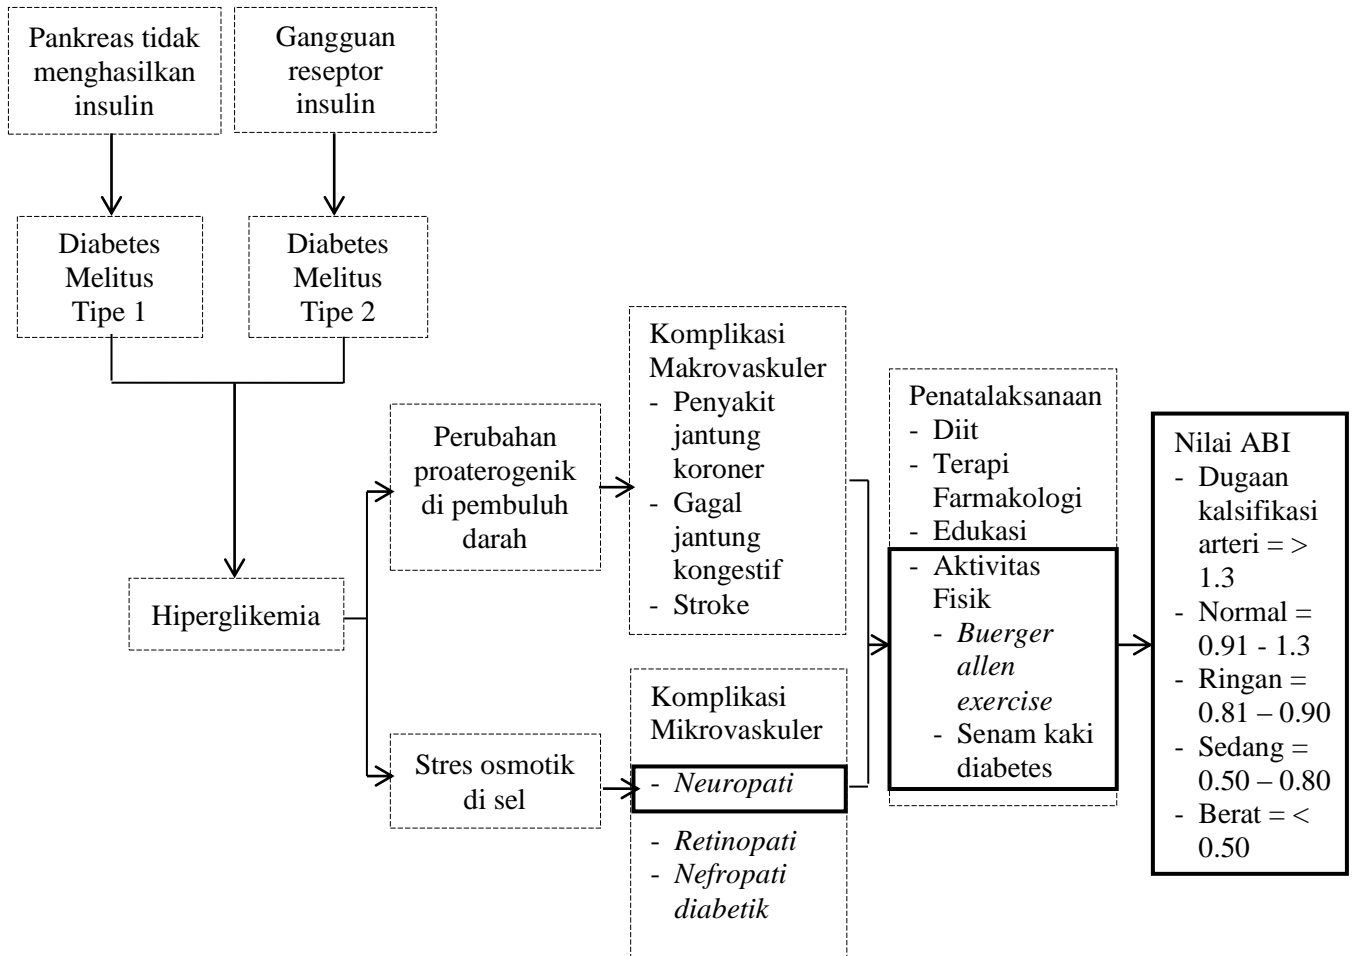 Pankreas tidak
menghasilkan
insulin
Gangguan
reseptor
insulin
Diabetes
Melitus
Tipe 1
Diabetes
Melitus
Tipe 2
Hiperglikemia
Perubahan
proaterogenik
di pembuluh
darah
Stres osmotik
di sel
Komplikasi
Makrovaskuler
- Penyakit
jantung
koroner
- Gagal
jantung
kongestif
- Stroke
Komplikasi
Mikrovaskuler
- Neuropati
- Retinopati
- Nefropati
diabetik
Penatalaksanaan
- Diit
- Terapi
Farmakologi
- Edukasi
- Aktivitas
Fisik
- Buerger
allen
exercise
- Senam kaki
diabetes
Nilai ABI
- Dugaan
kalsifikasi
arteri = >
1.3
- Normal =
0.91 - 1.3
- Ringan =
0.81 – 0.90
- Sedang =
0.50 – 0.80
- Berat = <
0.50